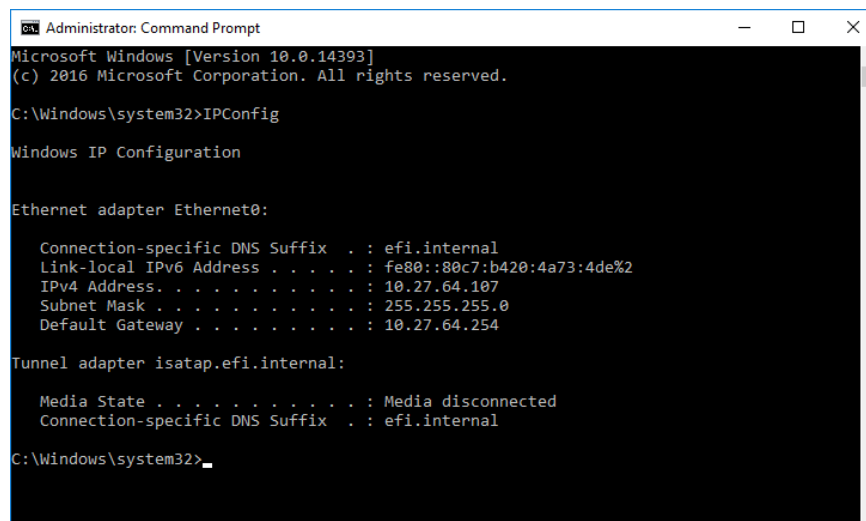 Administrator: Command Prompt
Microsoft Windows [Version 10.0.14393]
(c) 2016 Microsoft Corporation. All rights reserved.
C:\Windows\system32>IPConfig
Windows IP Configuration
Ethernet adapter Ethernet0:
Connection-specific DNS Suffix  . : efi.internal
Link-local IPv6 Address . . . . . : fe80::80c7:b420:4a73:4de%2
IPv4 Address. . . . . . . . . . . : 10.27.64.107
Subnet Mask . . . . . . . . . . . : 255.255.255.0
Default Gateway . . . . . . . . . : 10.27.64.254
Tunnel adapter isatap.efi.internal:
Media State . . . . . . . . . . . : Media disconnected
Connection-specific DNS Suffix  . : efi.internal
C:\Windows\system32>